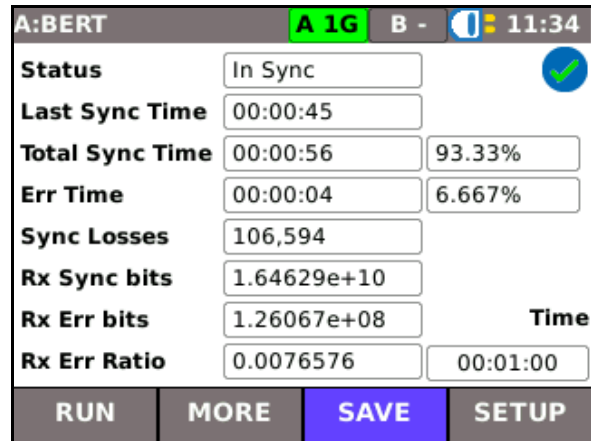 A:BERT A 1G B - 11:34
Status In Sync
Last Sync Time 00:00:45
Total Sync Time 00:00:56 93.33%
Err Time 00:00:04 6.667%
Sync Losses 106,594
Rx Sync bits 1.64629e+10
Rx Err bits 1.26067e+08 Time
Rx Err Ratio 0.0076576 00:01:00
RUN MORE SAVE SETUP